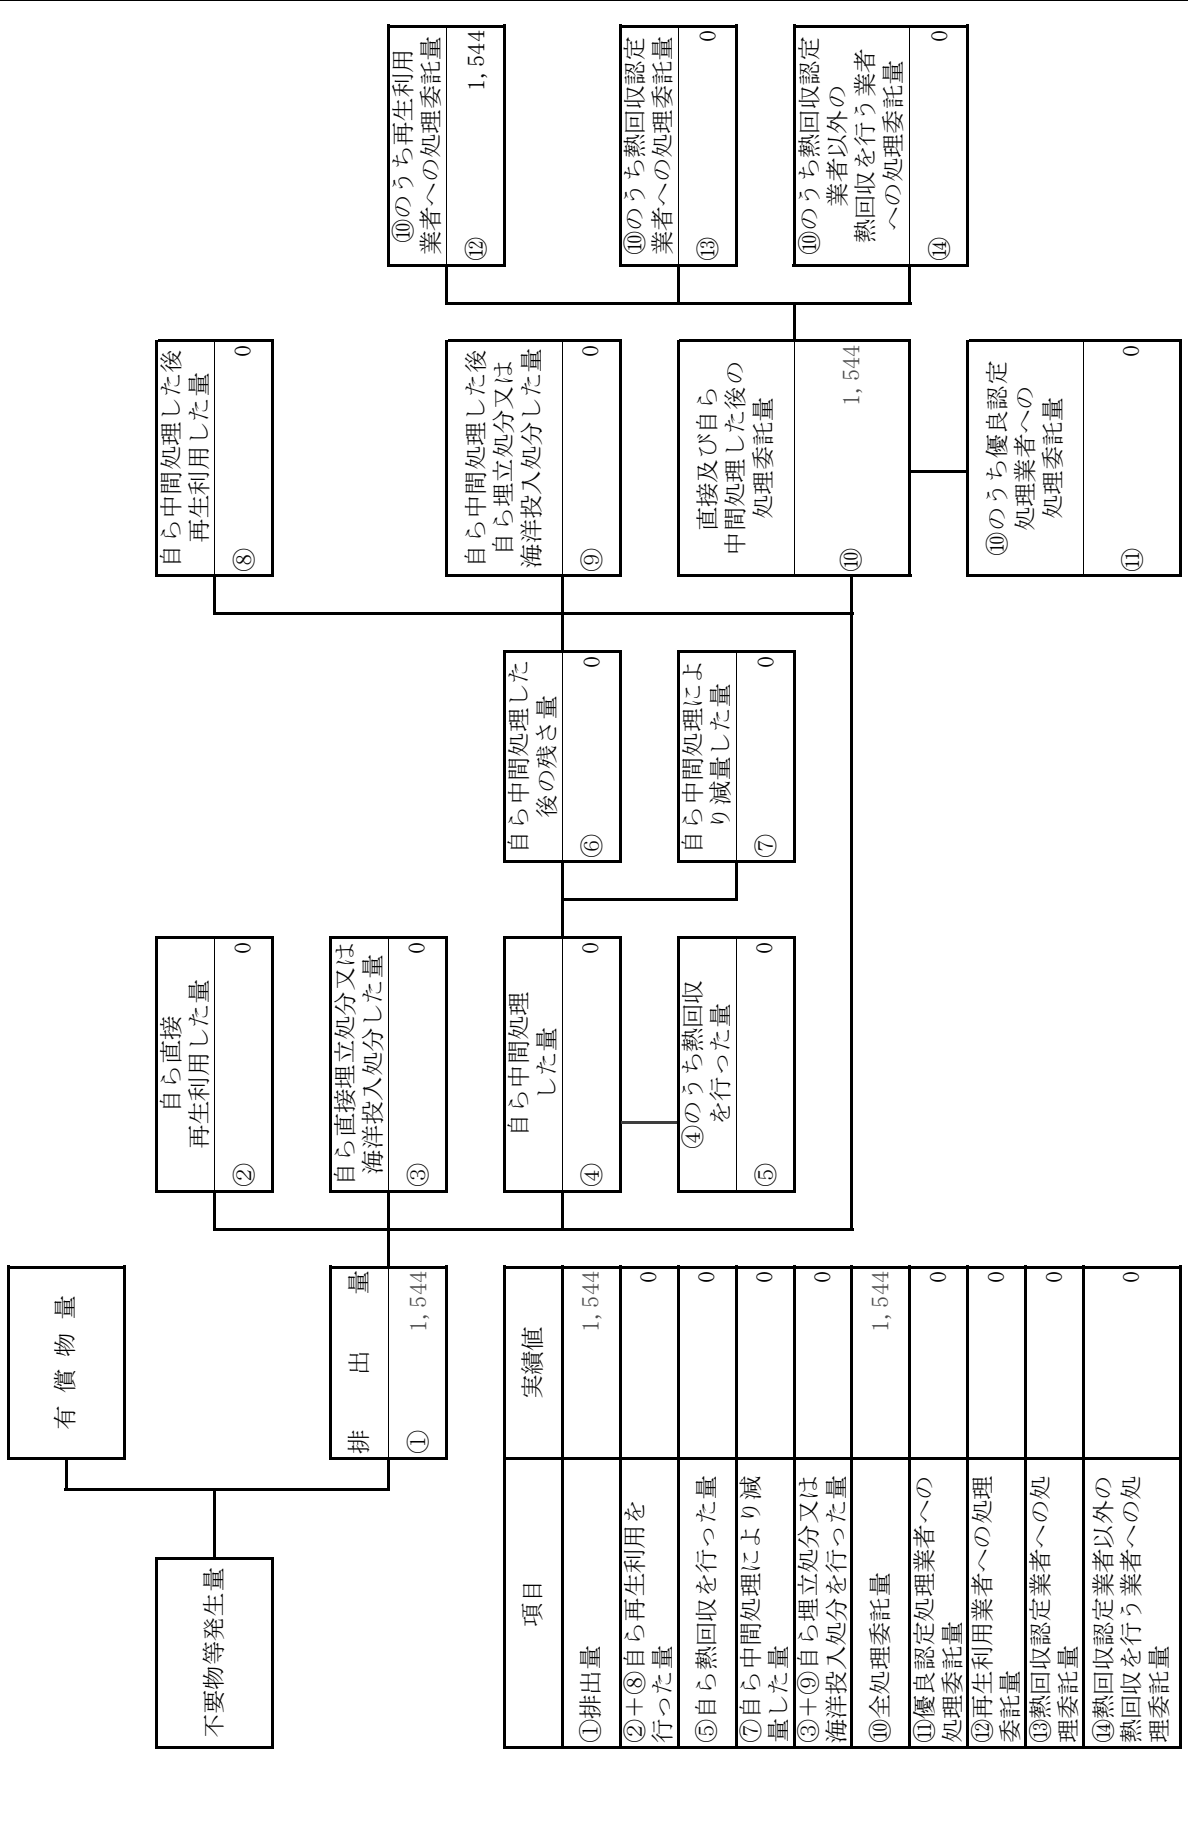 有 償 物 量
不要物等発生量
排 出 量
① 1,544
自ら直接
再生利用した量
② 0
自ら直接埋立処分又は
海洋投入処分した量
③ 0
自ら中間処理
した量
④ 0
④のうち熱回収
を行った量
⑤ 0
自ら中間処理した
後の残さ量
⑥ 0
自ら中間処理によ
り減量した量
⑦ 0
自ら中間処理した後
再生利用した量
⑧ 0
自ら中間処理した後
自ら埋立処分又は
海洋投入処分した量
⑨ 0
直接及び自ら
中間処理した後の
処理委託量
⑩ 1,544
⑩のうち優良認定
処理業者への
処理委託量
⑪ 0
⑩のうち再生利用
業者への処理委託量
⑫ 1,544
⑩のうち熱回収認定
業者への処理委託量
⑬ 0
⑩のうち熱回収認定
業者以外の
熱回収を行う業者
への処理委託量
⑭ 0
項目 実績値
①排出量 1,544
②＋⑧自ら再生利用を
行った量 0
⑤自ら熱回収を行った量 0
⑦自ら中間処理により減
量した量 0
③＋⑨自ら埋立処分又は
海洋投入処分を行った量 0
⑩全処理委託量 1,544
⑪優良認定処理業者への
処理委託量 0
⑫再生利用業者への処理
委託量 0
⑬熱回収認定業者への処
理委託量 0
⑭熱回収認定業者以外の
熱回収を行う業者への処
理委託量 0